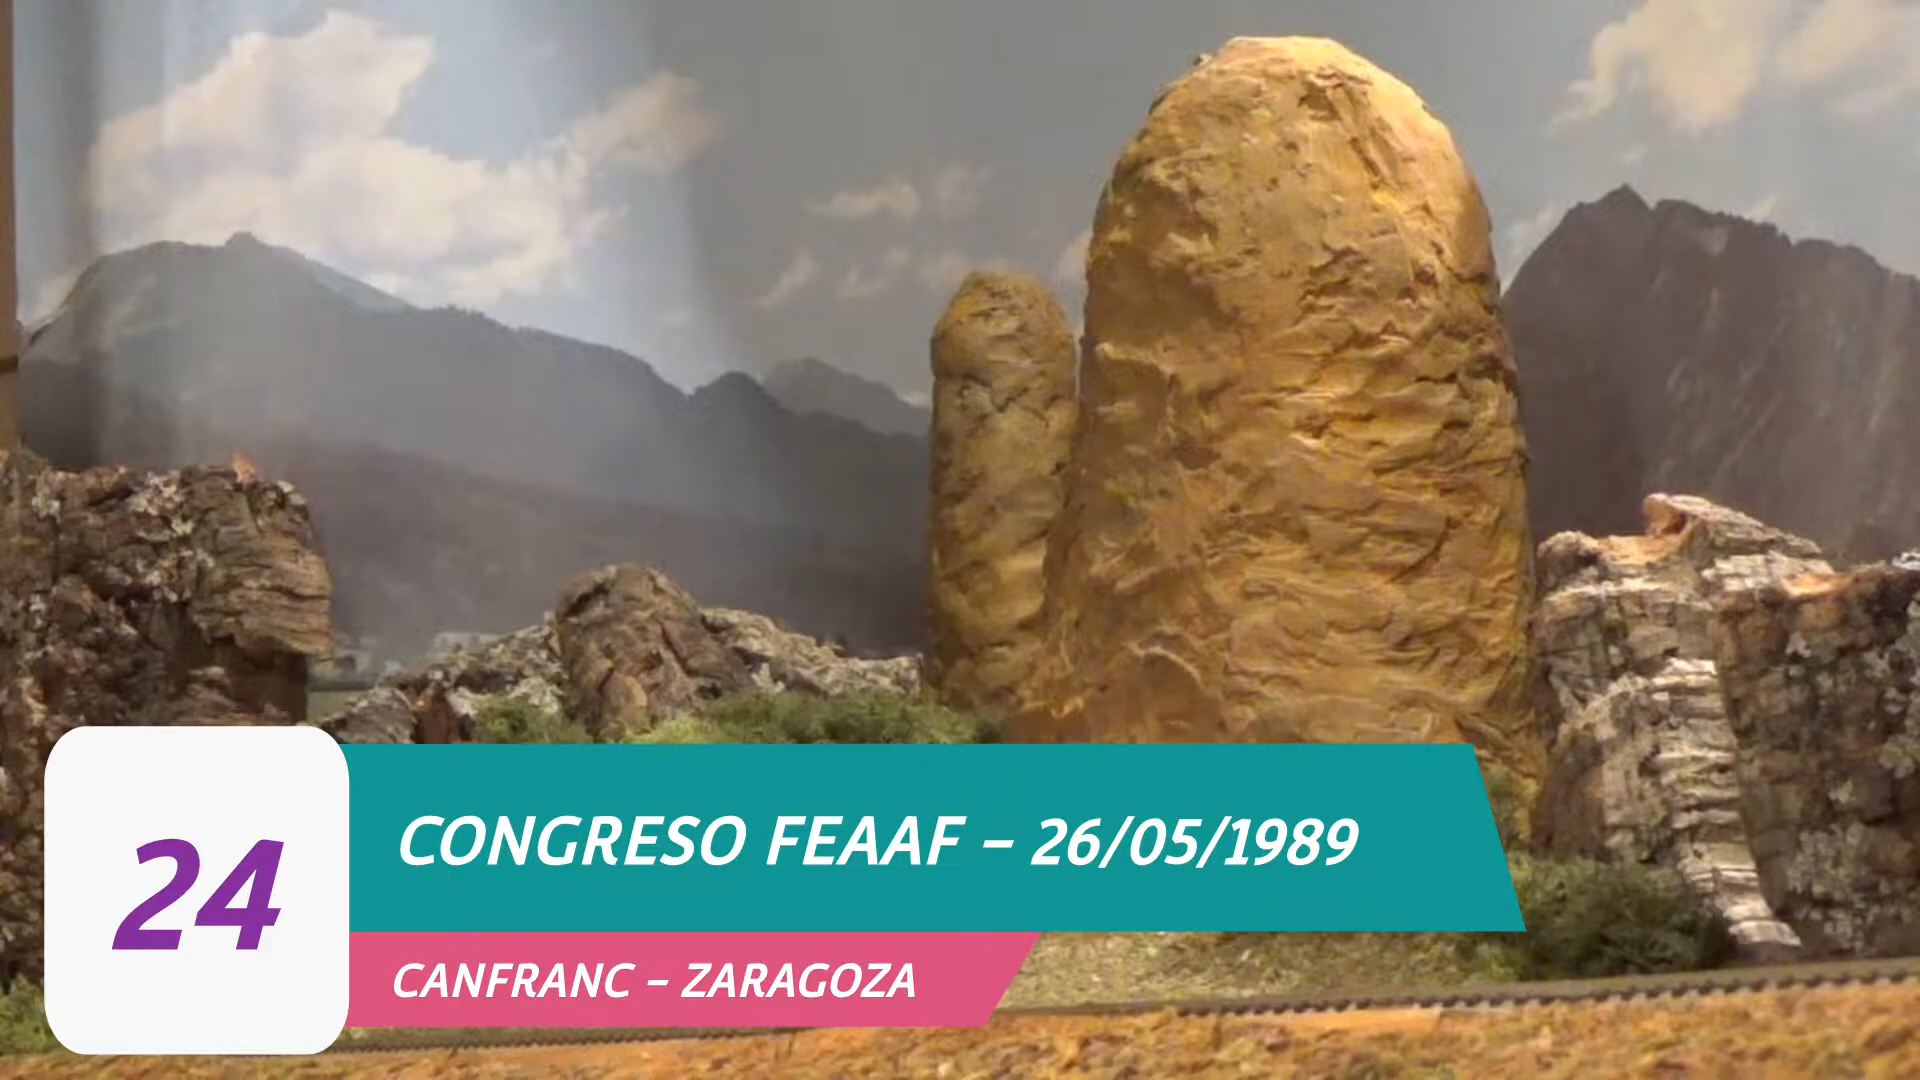 24
CONGRESO FEAAF – 26/05/1989
CANFRANC – ZARAGOZA